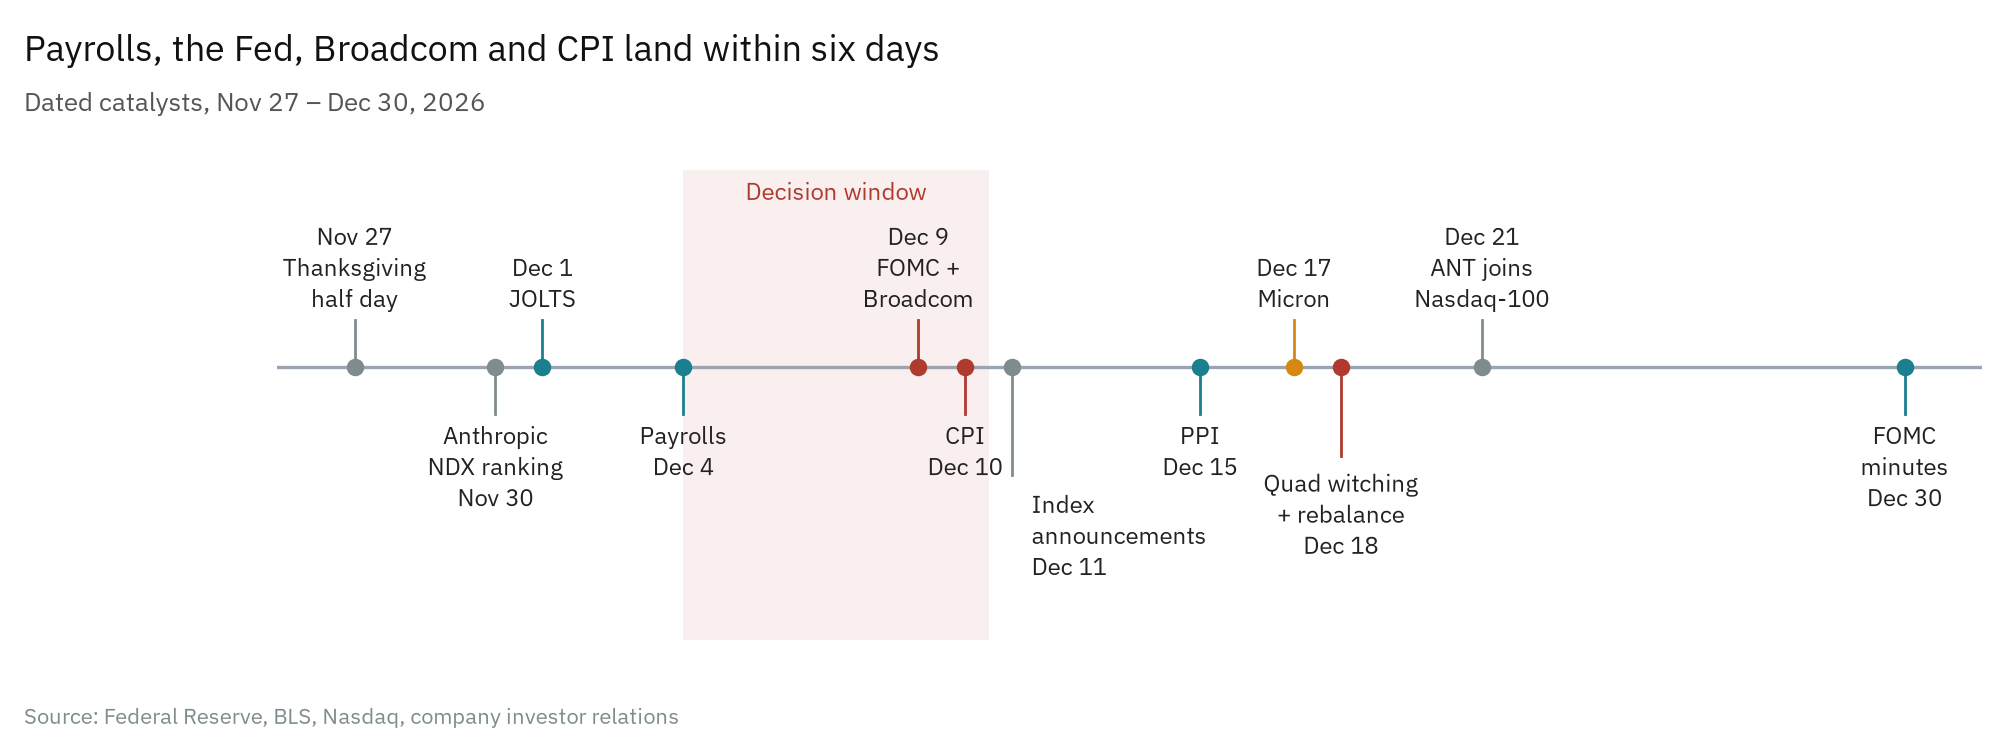 Payrolls, the Fed, Broadcom and CPI land within six days
Dated catalysts, Nov 27 – Dec 30, 2026
Decision window
Nov 27
Thanksgiving
half day
Anthropic
NDX ranking
Nov 30
Dec 1
JOLTS
Payrolls
Dec 4
Dec 9
FOMC +
Broadcom
CPI
Dec 10
Index
announcements
Dec 11
PPI
Dec 15
Dec 17
Micron
Quad witching
+ rebalance
Dec 18
Dec 21
ANT joins
Nasdaq-100
FOMC
minutes
Dec 30
Source: Federal Reserve, BLS, Nasdaq, company investor relations